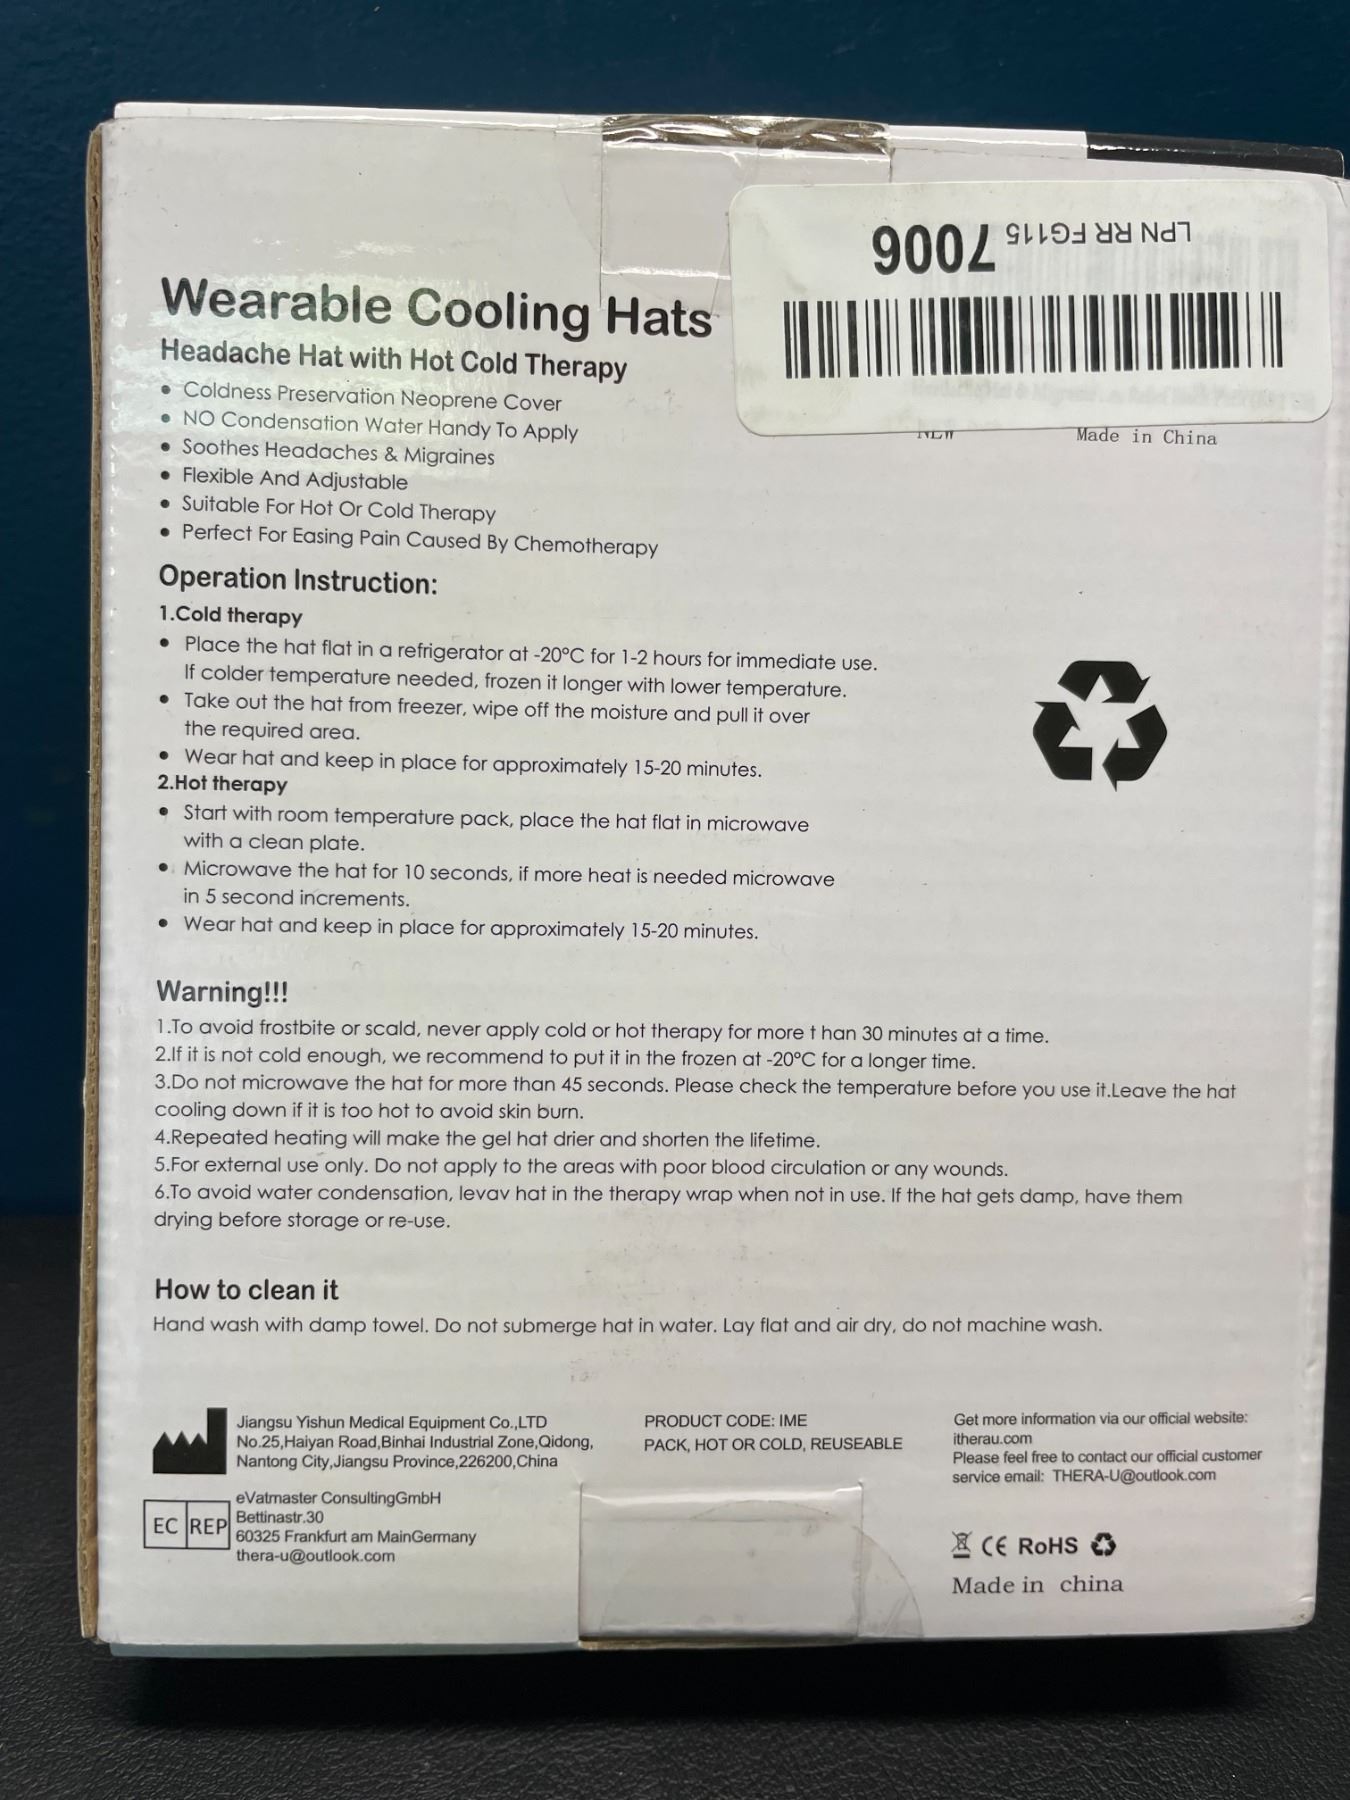 LPN RR FG115 7006
NEW Made in China
Wearable Cooling Hats
Headache Hat with Hot Cold Therapy
• Coldness Preservation Neoprene Cover
• NO Condensation Water Handy To Apply
• Soothes Headaches & Migraines
• Flexible And Adjustable
• Suitable For Hot Or Cold Therapy
• Perfect For Easing Pain Caused By Chemotherapy
Operation Instruction:
1.Cold therapy
• Place the hat flat in a refrigerator at -20°C for 1-2 hours for immediate use.
If colder temperature needed, frozen it longer with lower temperature.
• Take out the hat from freezer, wipe off the moisture and pull it over
the required area.
• Wear hat and keep in place for approximately 15-20 minutes.
2.Hot therapy
• Start with room temperature pack, place the hat flat in microwave
with a clean plate.
• Microwave the hat for 10 seconds, if more heat is needed microwave
in 5 second increments.
• Wear hat and keep in place for approximately 15-20 minutes.
Warning!!!
1.To avoid frostbite or scald, never apply cold or hot therapy for more t han 30 minutes at a time.
2.If it is not cold enough, we recommend to put it in the frozen at -20°C for a longer time.
3.Do not microwave the hat for more than 45 seconds. Please check the temperature before you use it.Leave the hat
cooling down if it is too hot to avoid skin burn.
4.Repeated heating will make the gel hat drier and shorten the lifetime.
5.For external use only. Do not apply to the areas with poor blood circulation or any wounds.
6.To avoid water condensation, levav hat in the therapy wrap when not in use. If the hat gets damp, have them
drying before storage or re-use.
How to clean it
Hand wash with damp towel. Do not submerge hat in water. Lay flat and air dry, do not machine wash.
Jiangsu Yishun Medical Equipment Co.,LTD
No.25,Haiyan Road,Binhai Industrial Zone,Qidong,
Nantong City,Jiangsu Province,226200,China
EC REP
eVatmaster ConsultingGmbH
Bettinastr.30
60325 Frankfurt am MainGermany
thera-u@outlook.com
PRODUCT CODE: IME
PACK, HOT OR COLD, REUSEABLE
Get more information via our official website:
itherau.com
Please feel free to contact our official customer
service email: THERA-U@outlook.com
CE RoHS
Made in china